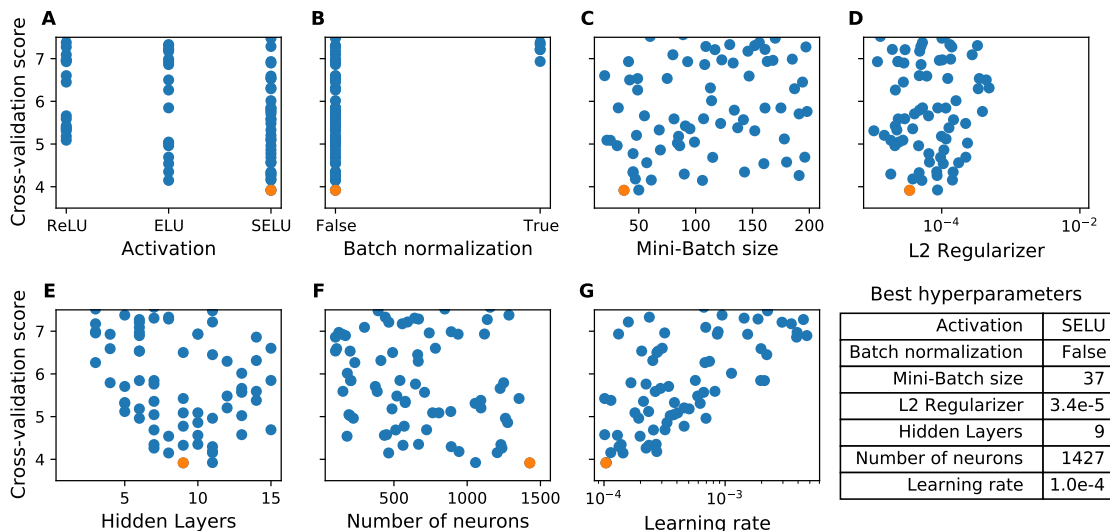 A
B
C
D
Cross-validation score
7
6
5
4
ReLU ELU SELU
False True
50 100 150 200
10⁻⁴ 10⁻²
Activation
Batch normalization
Mini-Batch size
L2 Regularizer
E
F
G
Cross-validation score
7
6
5
4
5 10 15
500 1000 1500
10⁻⁴ 10⁻³
Hidden Layers
Number of neurons
Learning rate
Best hyperparameters
Activation SELU
Batch normalization False
Mini-Batch size 37
L2 Regularizer 3.4e-5
Hidden Layers 9
Number of neurons 1427
Learning rate 1.0e-4